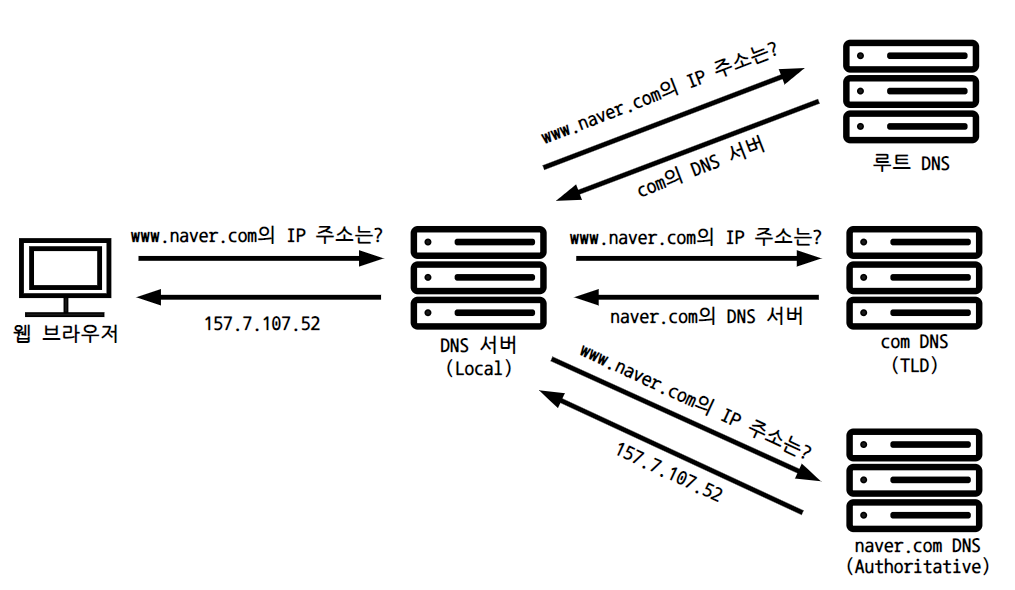 www.naver.com의 IP 주소는?
com의 DNS 서버
루트 DNS
www.naver.com의 IP 주소는?
157.7.107.52
웹 브라우저
DNS 서버
(Local)
www.naver.com의 IP 주소는?
naver.com의 DNS 서버
com DNS
(TLD)
www.naver.com의 IP 주소는?
157.7.107.52
naver.com DNS
(Authoritative)